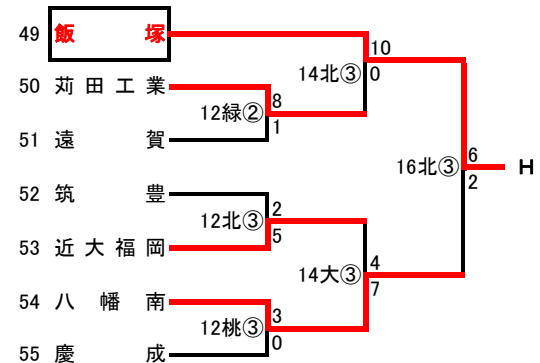 49 飯塚
10
14北③
0
50 苅田工業
8
12緑②
1
51 遠賀
6
16北③ H
2
52 筑豊
2
12北③
5
53 近大福岡
4
14大③
7
54 八幡南
3
12桃③
0
55 慶成